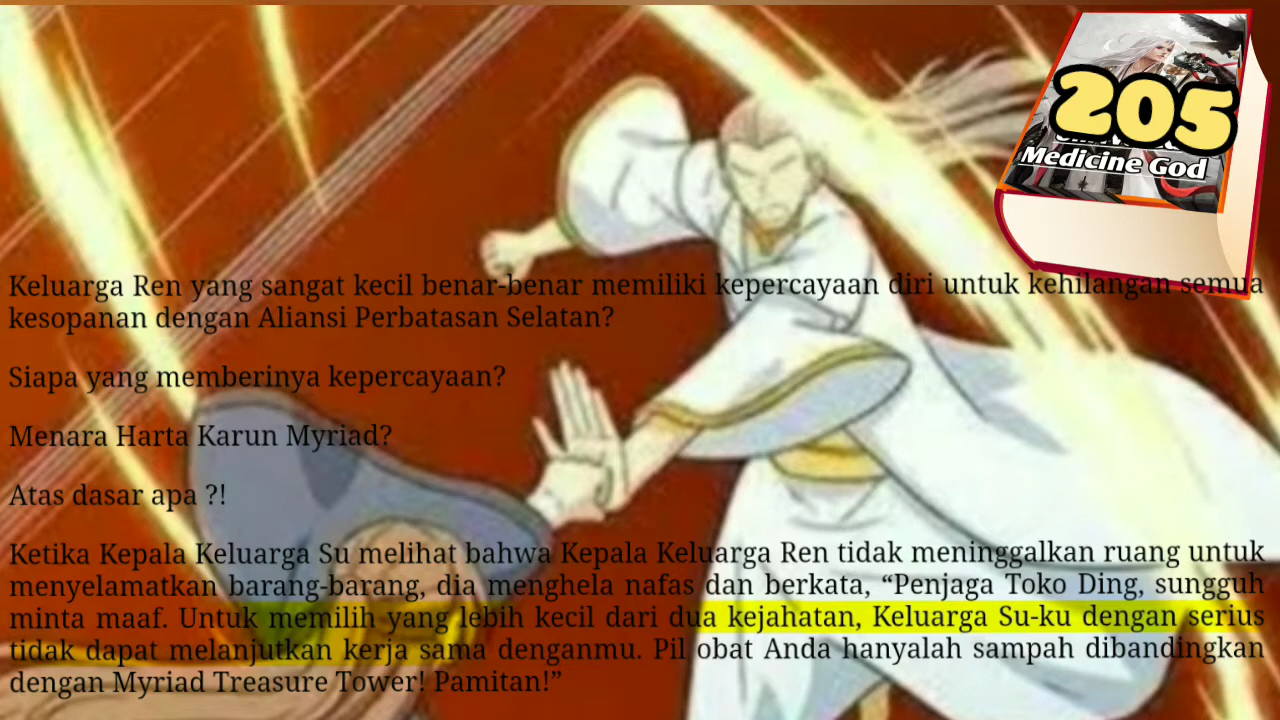 205
Medicine God
Keluarga Ren yang sangat kecil benar-benar memiliki kepercayaan diri untuk kehilangan semua
kesopanan dengan Aliansi Perbatasan Selatan?
Siapa yang memberinya kepercayaan?
Menara Harta Karun Myriad?
Atas dasar apa ?!
Ketika Kepala Keluarga Su melihat bahwa Kepala Keluarga Ren tidak meninggalkan ruang untuk
menyelamatkan barang-barang, dia menghela nafas dan berkata, “Penjaga Toko Ding, sungguh
minta maaf. Untuk memilih yang lebih kecil dari dua kejahatan, Keluarga Su-ku dengan serius
tidak dapat melanjutkan kerja sama denganmu. Pil obat Anda hanyalah sampah dibandingkan
dengan Myriad Treasure Tower! Pamitan!”